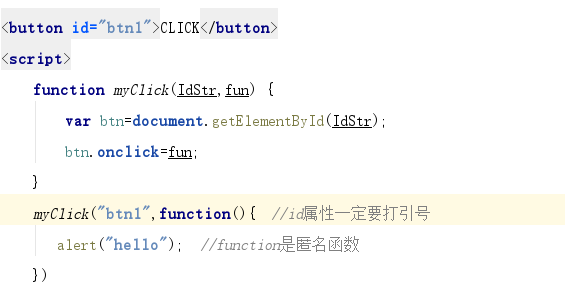 <button id="btn1">CLICK</button>
<script>
function myClick(IdStr,fun) {
var btn=document.getElementById(IdStr);
btn.onclick=fun;
}
myClick("btn1",function(){ //id属性一定要打引号
alert("hello"); //function是匿名函数
})